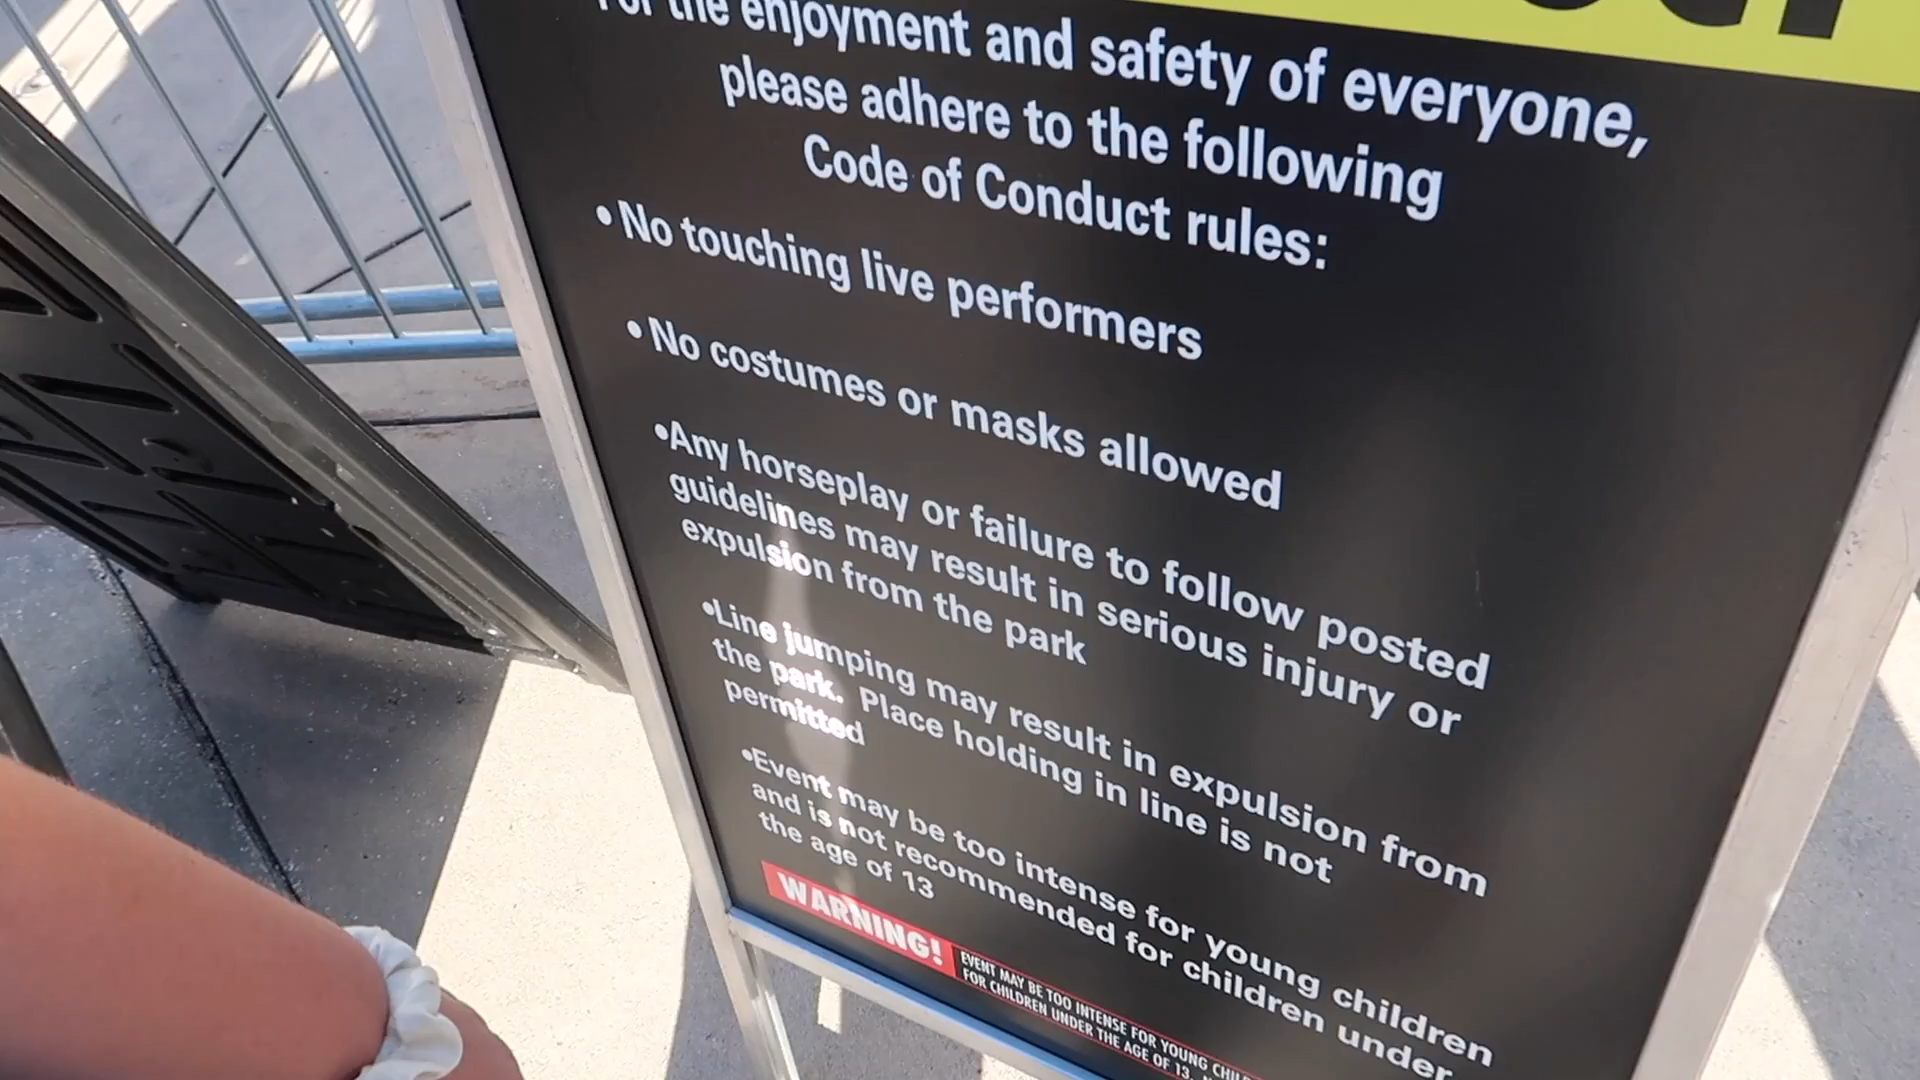 For the enjoyment and safety of everyone,
please adhere to the following
Code of Conduct rules:
• No touching live performers
• No costumes or masks allowed
•Any horseplay or failure to follow posted
guidelines may result in serious injury or
expulsion from the park
•Line jumping may result in expulsion from
the park. Place holding in line is not
permitted
•Event may be too intense for young children
and is not recommended for children under
the age of 13
WARNING!
EVENT MAY BE TOO INTENSE FOR YOUNG
FOR CHILDREN UNDER THE AGE OF 13.